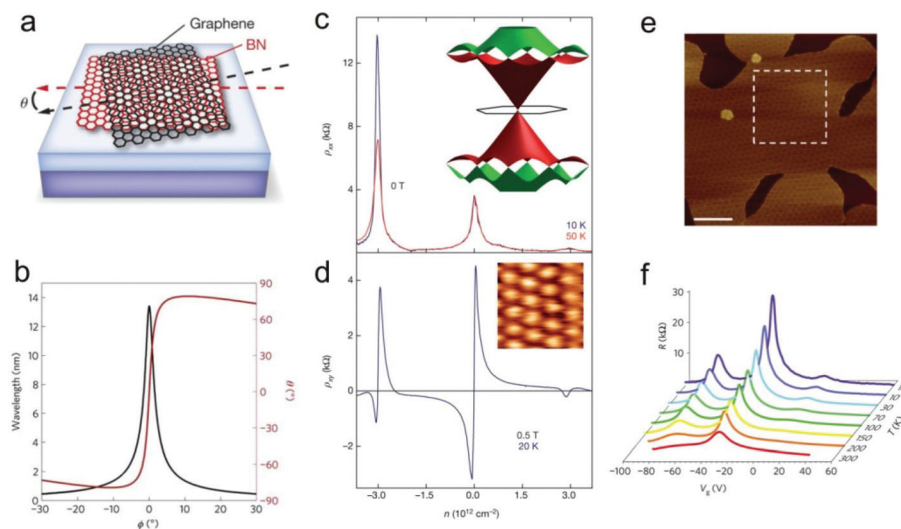 a
Graphene
BN
θ
b
Wavelength (nm)
14
12
10
8
6
4
2
0
-30 -20 -10 0 10 20 30
ϕ (°)
90
60
30
0
-30
-60
-90
θ (°)
c
ρxx (kΩ)
12
8
4
0 T
10 K
50 K
d
ρxy (kΩ)
4
2
0
-2
0.5 T
20 K
-3.0 -1.5 0.0 1.5 3.0
n (10¹² cm⁻²)
e
f
R (kΩ)
30
20
10
-100 -80 -60 -40 -20 0 20 40 60
Vg (V)
10
30
70
100
150
200
300
T (K)